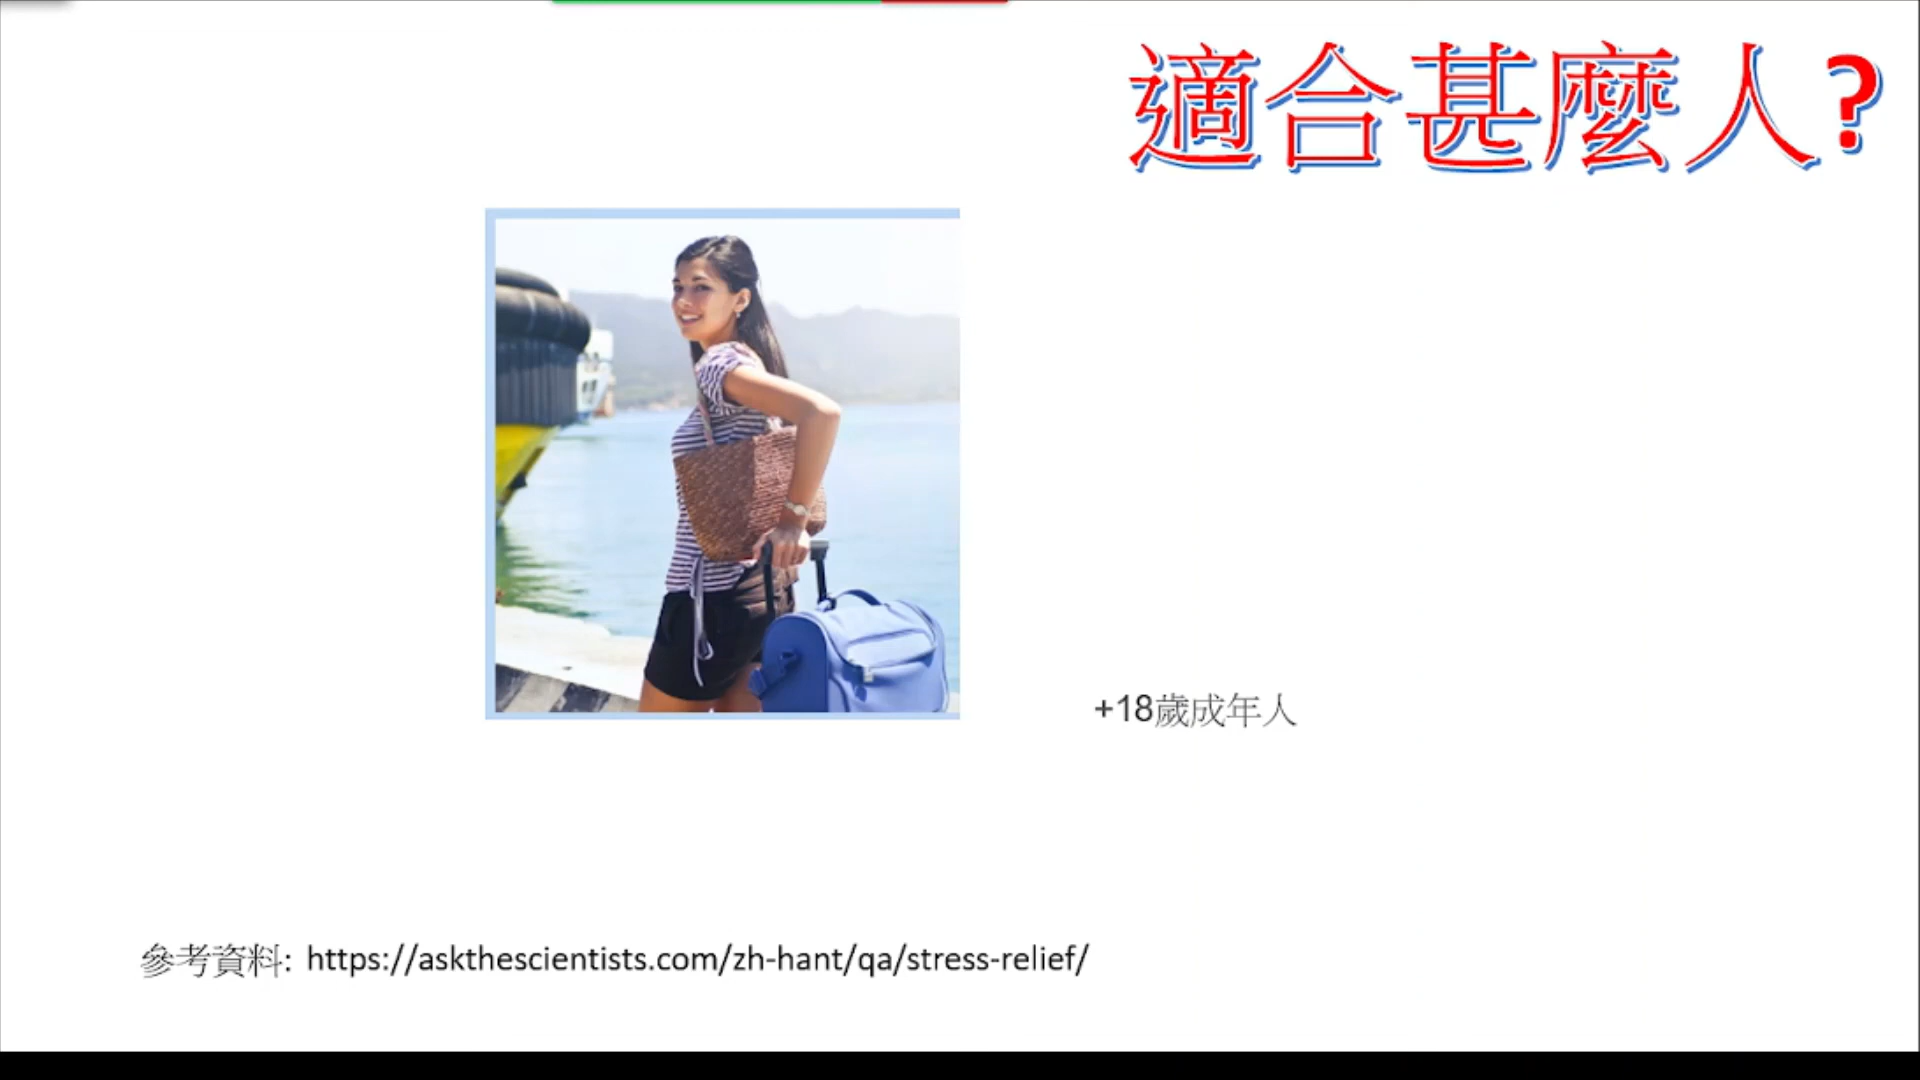 適合甚麼人?
+18歲成年人
參考資料: https://askthescientists.com/zh-hant/qa/stress-relief/